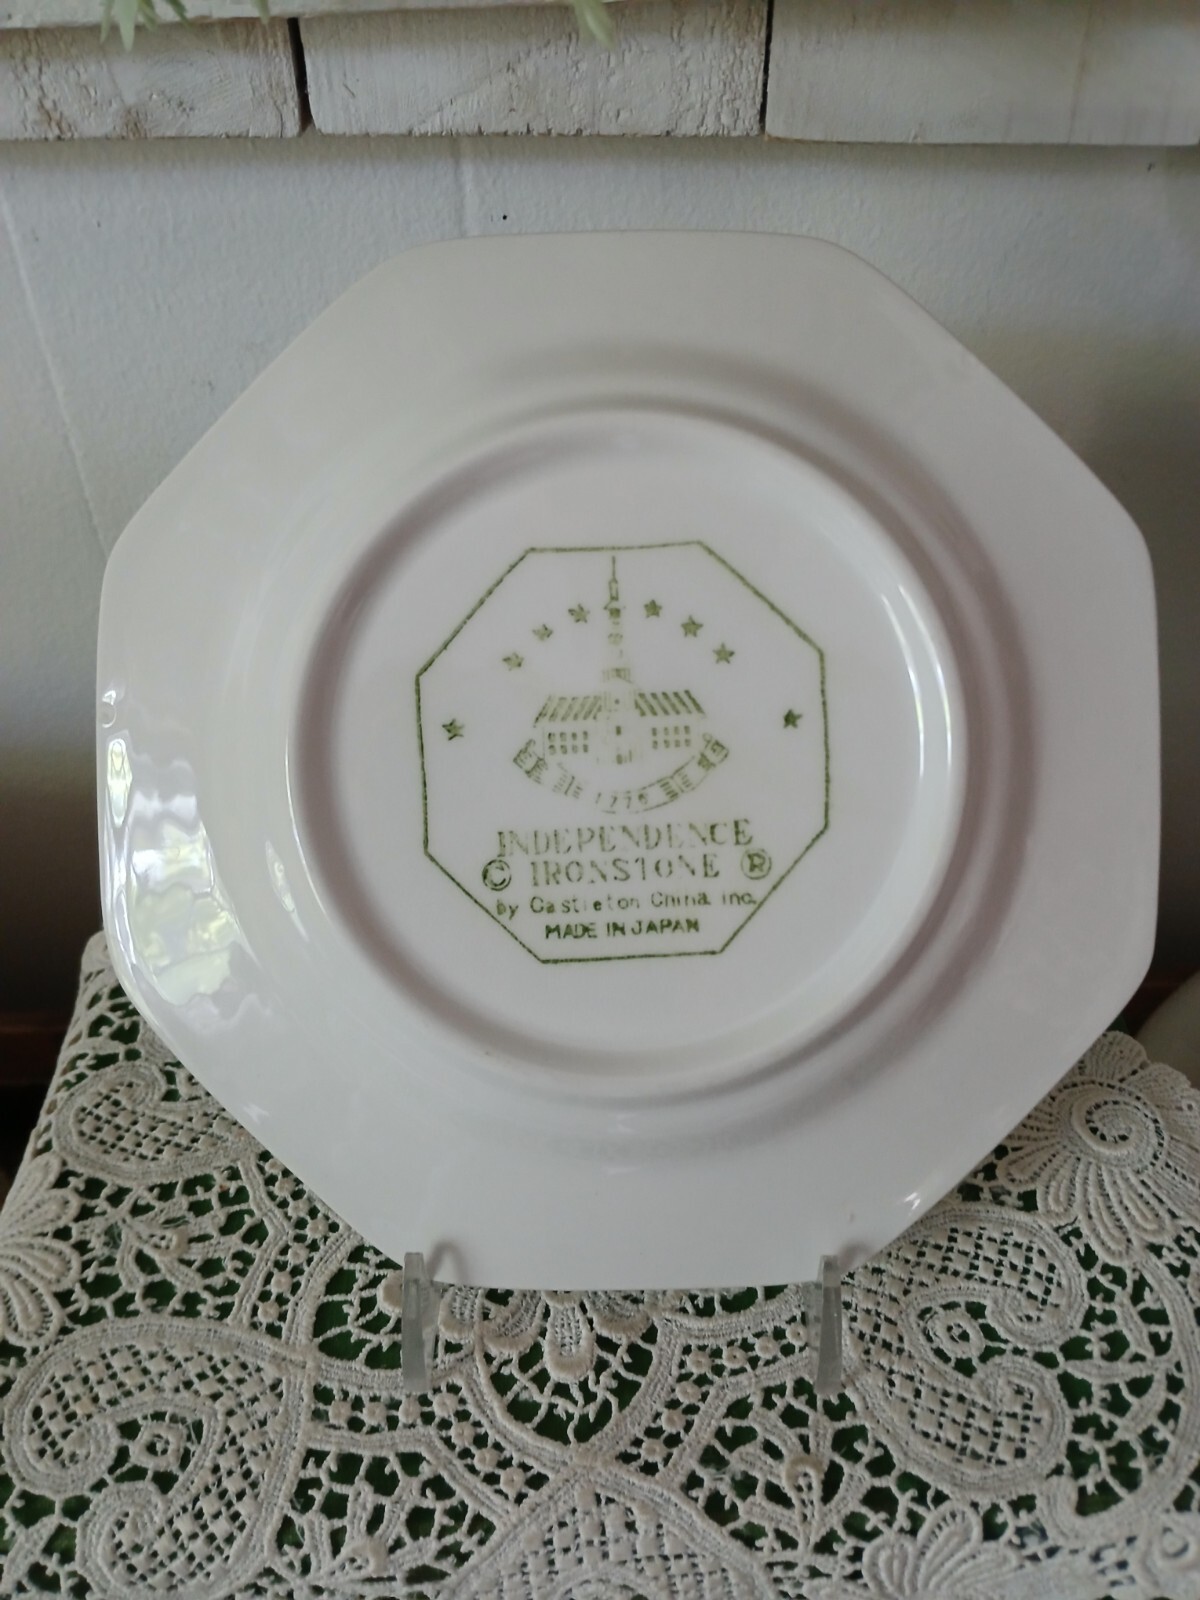 1776
INDEPENDENCE
© IRONSTONE ®
by Castleton China. inc.
MADE IN JAPAN